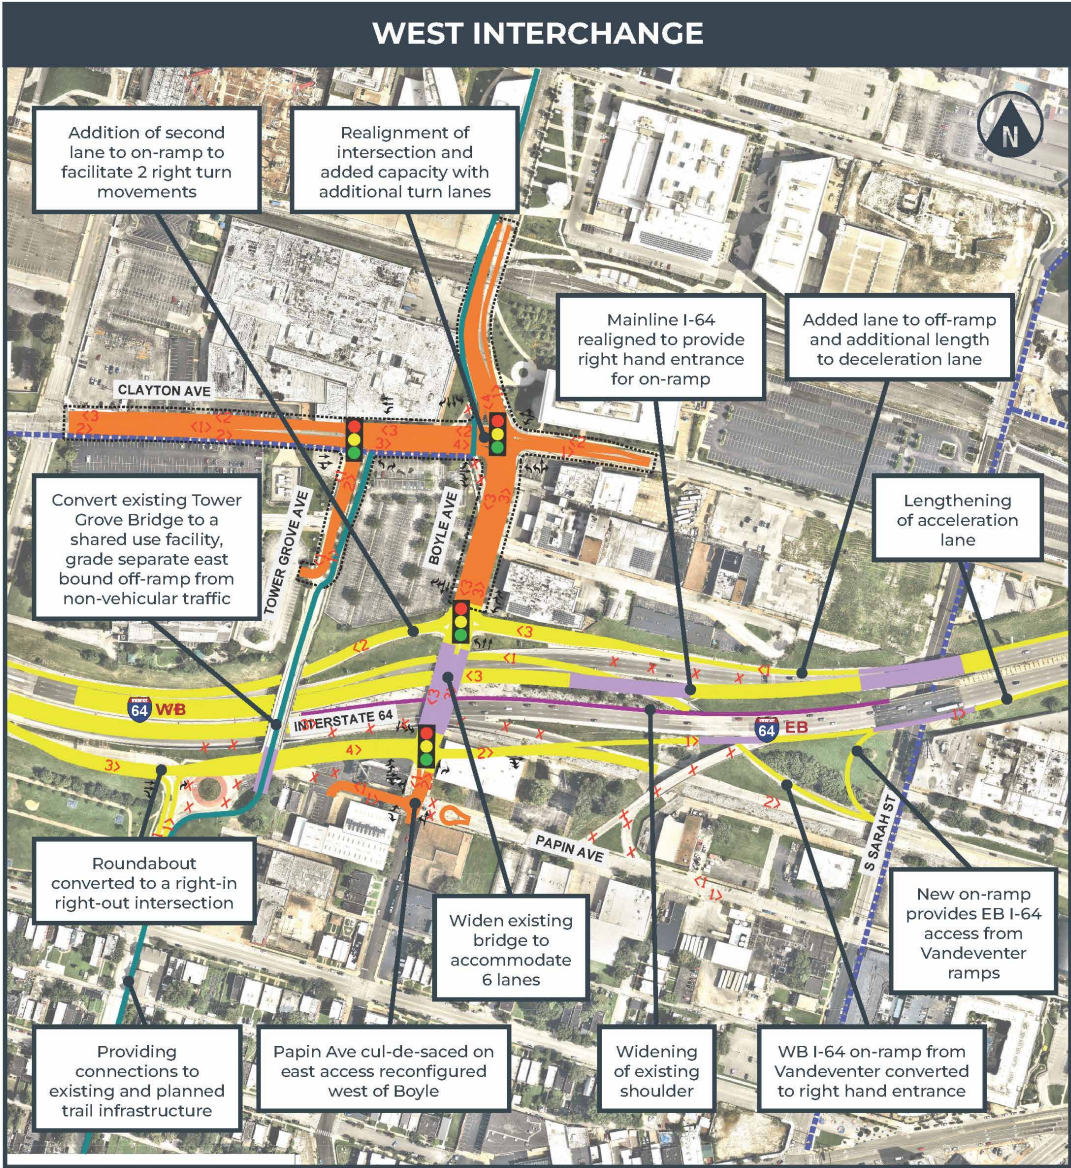 WEST INTERCHANGE
Addition of second
lane to on-ramp to
facilitate 2 right turn
movements
Realignment of
intersection and
added capacity with
additional turn lanes
N
Mainline I-64
realigned to provide
right hand entrance
for on-ramp
Added lane to off-ramp
and additional length
to deceleration lane
CLAYTON AVE
Convert existing Tower
Grove Bridge to a
shared use facility,
grade separate east
bound off-ramp from
non-vehicular traffic
TOWER GROVE AVE
BOYLE AVE
Lengthening
of acceleration
lane
64 WB
INTERSTATE 64
64 EB
PAPIN AVE
S SARAH ST
Roundabout
converted to a right-in
right-out intersection
Widen existing
bridge to
accommodate
6 lanes
New on-ramp
provides EB I-64
access from
Vandeventer
ramps
Providing
connections to
existing and planned
trail infrastructure
Papin Ave cul-de-saced on
east access reconfigured
west of Boyle
Widening
of existing
shoulder
WB I-64 on-ramp from
Vandeventer converted
to right hand entrance